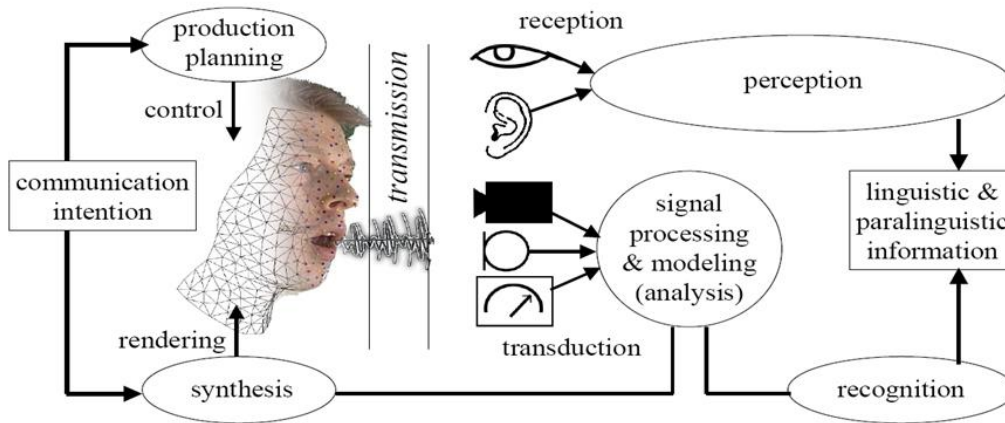 production
planning
control
communication
intention
rendering
synthesis
transmission
reception
perception
linguistic &
paralinguistic
information
signal
processing
& modeling
(analysis)
transduction
recognition